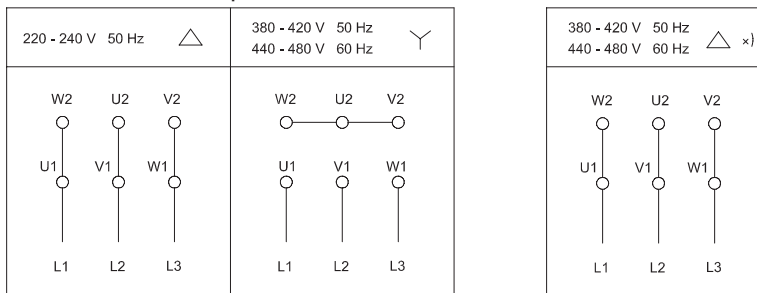 220 - 240 V 50 Hz
W2 U2 V2
U1 V1 W1
L1 L2 L3
380 - 420 V 50 Hz
440 - 480 V 60 Hz
W2 U2 V2
U1 V1 W1
L1 L2 L3
380 - 420 V 50 Hz
440 - 480 V 60 Hz ×)
W2 U2 V2
U1 V1 W1
L1 L2 L3